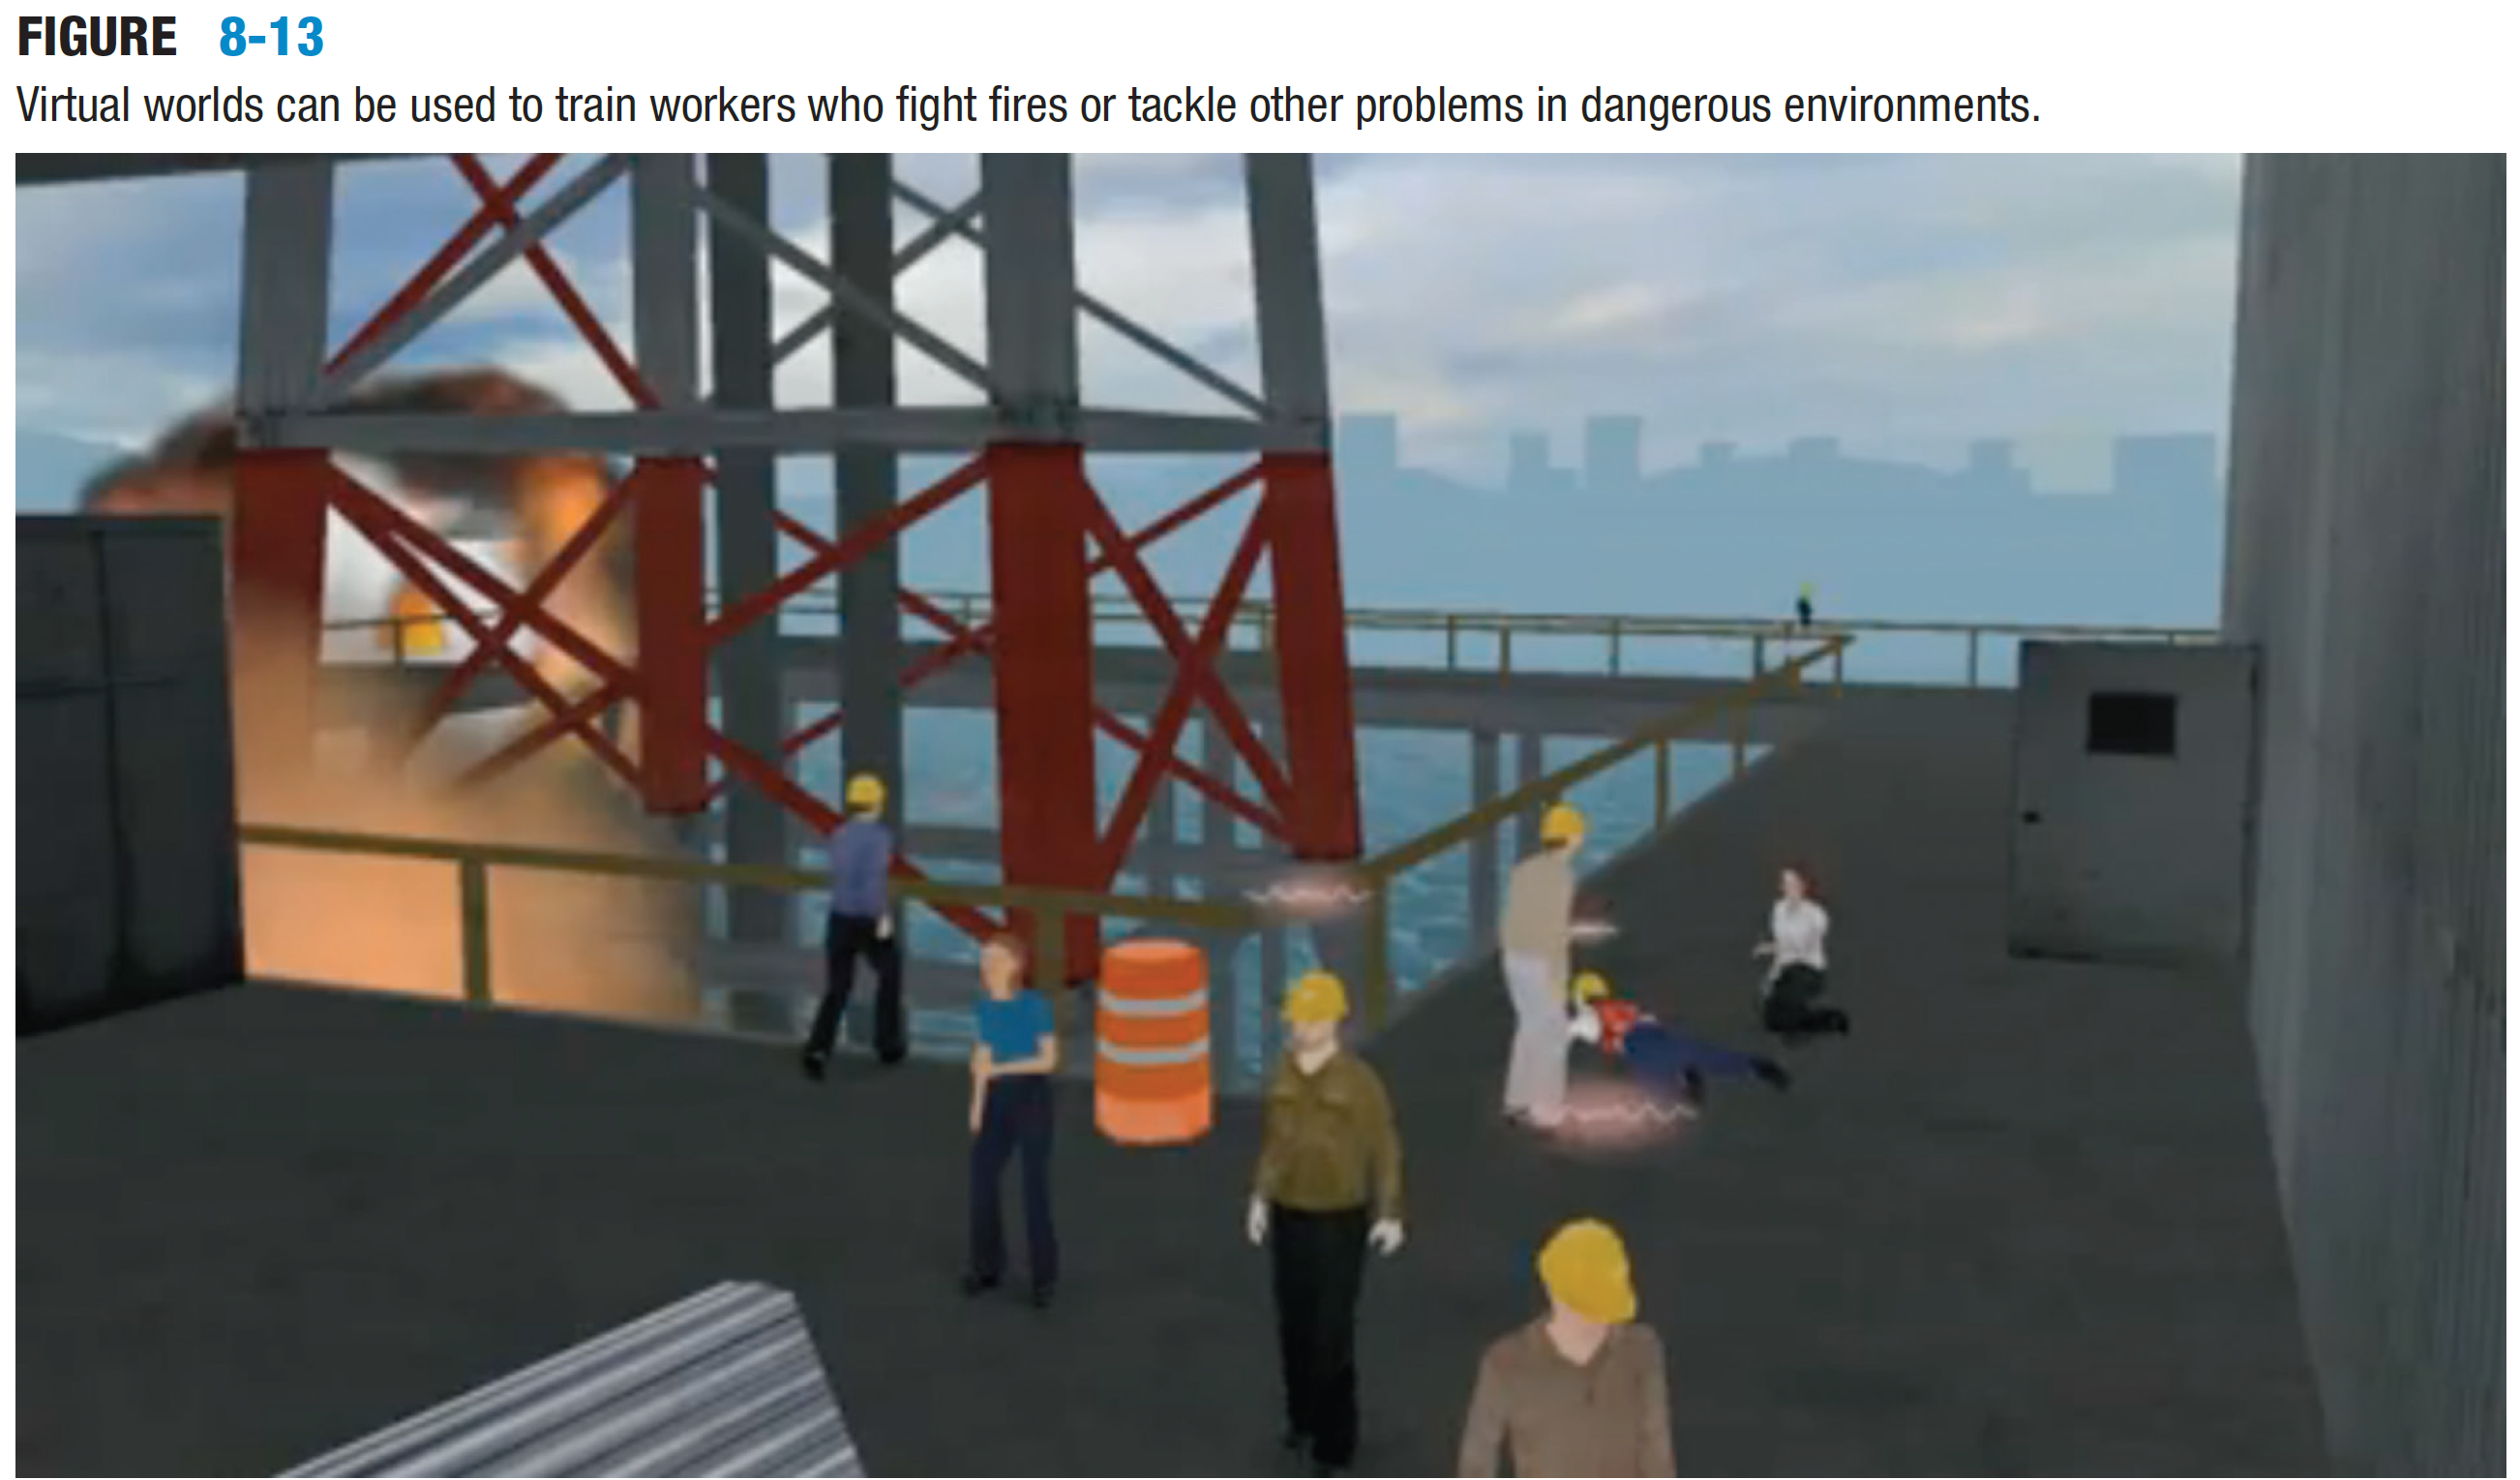 FIGURE 8-13
Virtual worlds can be used to train workers who fight fires or tackle other problems in dangerous environments.